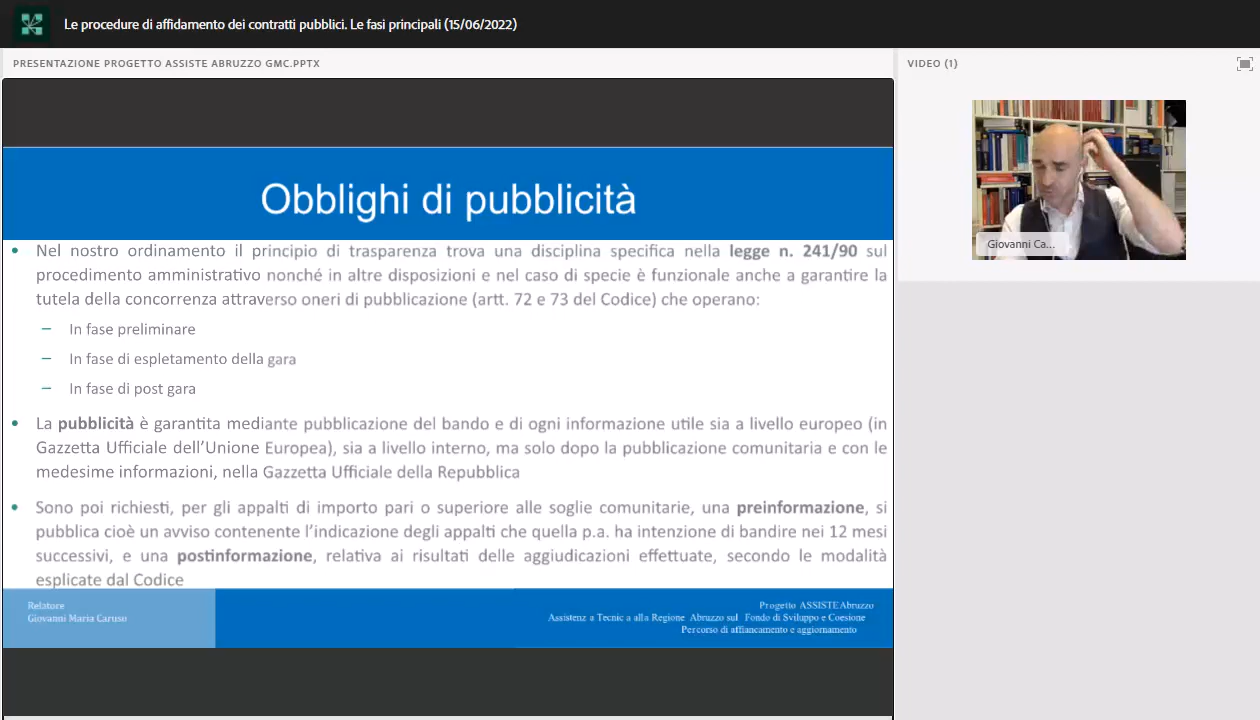 Le procedure di affidamento dei contratti pubblici. Le fasi principali (15/06/2022)
PRESENTAZIONE PROGETTO ASSISTE ABRUZZO GMC.PPTX
VIDEO (1)
Giovanni Ca...
Obblighi di pubblicità
• Nel nostro ordinamento il principio di trasparenza trova una disciplina specifica nella legge n. 241/90 sul
procedimento amministrativo nonché in altre disposizioni e nel caso di specie è funzionale anche a garantire la
tutela della concorrenza attraverso oneri di pubblicazione (artt. 72 e 73 del Codice) che operano:
– In fase preliminare
– In fase di espletamento della gara
– In fase di post gara
• La pubblicità è garantita mediante pubblicazione del bando e di ogni informazione utile sia a livello europeo (in
Gazzetta Ufficiale dell’Unione Europea), sia a livello interno, ma solo dopo la pubblicazione comunitaria e con le
medesime informazioni, nella Gazzetta Ufficiale della Repubblica
• Sono poi richiesti, per gli appalti di importo pari o superiore alle soglie comunitarie, una preinformazione, si
pubblica cioè un avviso contenente l’indicazione degli appalti che quella p.a. ha intenzione di bandire nei 12 mesi
successivi, e una postinformazione, relativa ai risultati delle aggiudicazioni effettuate, secondo le modalità
esplicate dal Codice
Relatore
Giovanni Maria Caruso
Progetto ASSISTEAbruzzo
Assistenz a Tecnic a alla Regione Abruzzo sul Fondo di Sviluppo e Coesione
Percorso di affiancamento e aggiornamento